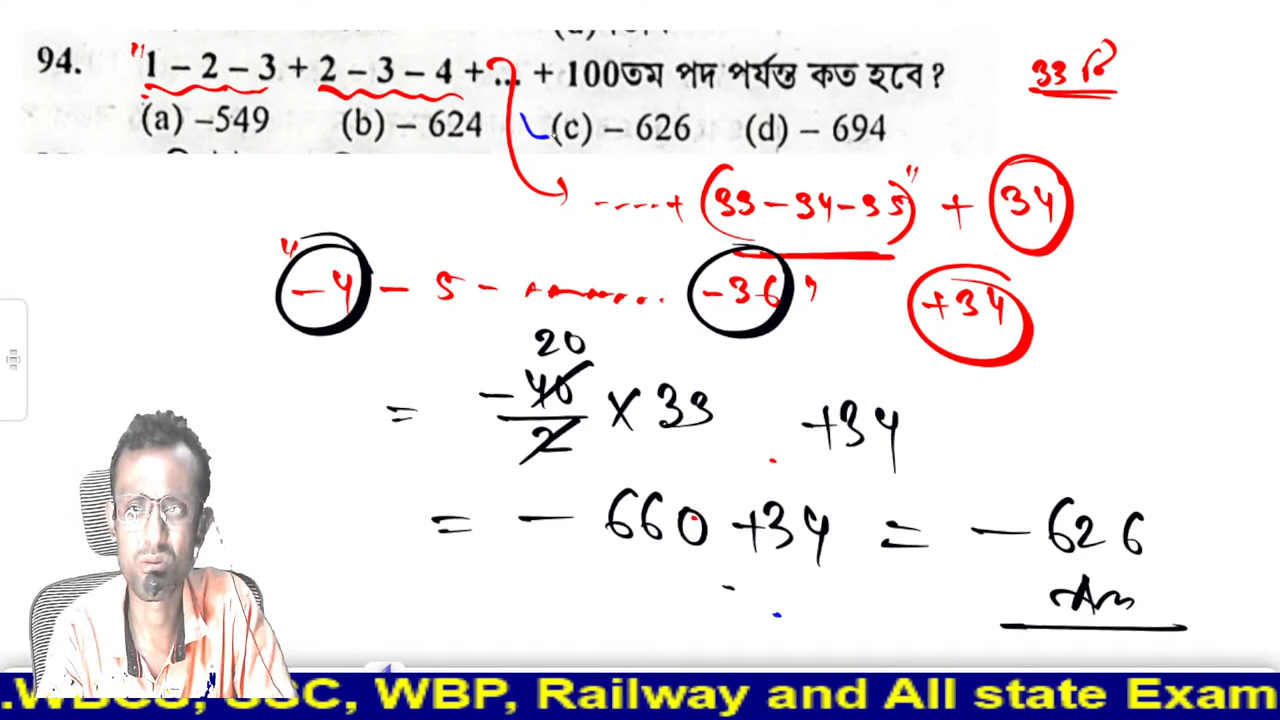 94. 1 – 2 – 3 + 2 – 3 – 4 + ... + 100তম পদ পর্যন্ত কত হবে ?
33 টি
(a) –549 (b) – 624 (c) – 626 (d) – 694
.....+ (33 – 34 – 35) + 34
– 4 – 5 – ......... – 36 + 34
20
= – 40/2 × 33 + 34
= – 660 + 34 = – 626
Ans
.WBCS, SSC, WBP, Railway and All state Exam